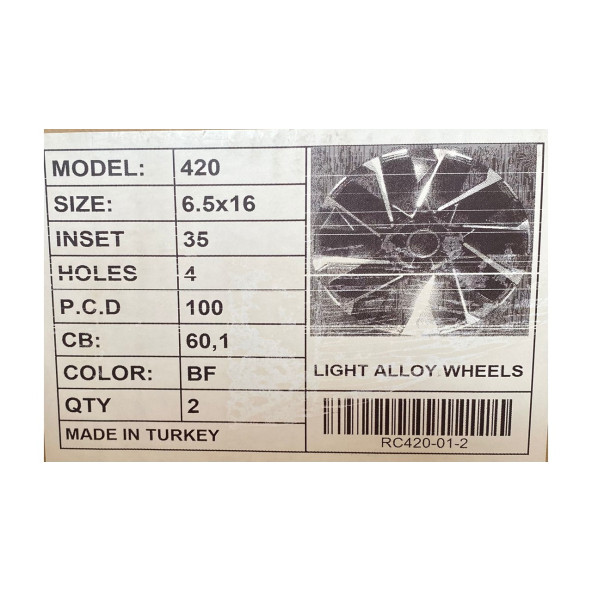 MODEL: 420
SIZE: 6.5x16
INSET 35
HOLES 4
P.C.D 100
CB: 60,1
COLOR: BF
QTY 2
MADE IN TURKEY
LIGHT ALLOY WHEELS
RC420-01-2